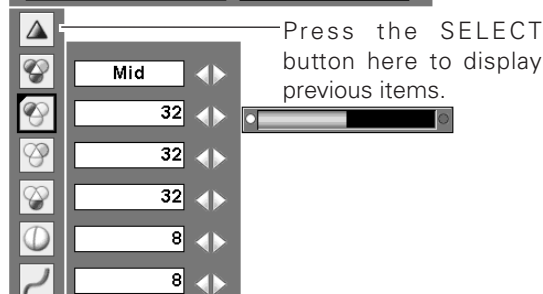 Press the SELECT
button here to display
previous items.
Mid
32
32
32
8
8